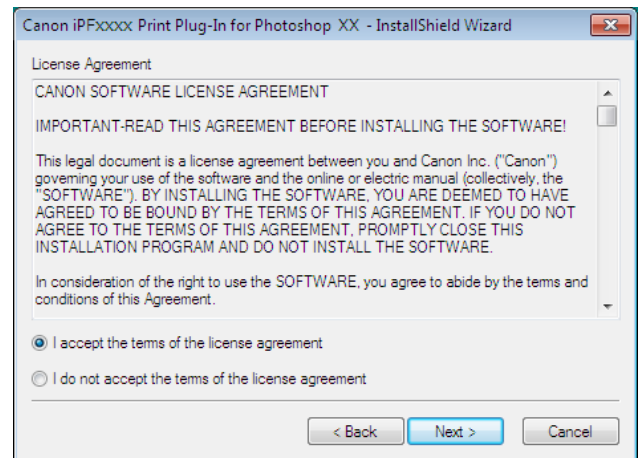 Canon iPFxxxx Print Plug-In for Photoshop XX - InstallShield Wizard
License Agreement
CANON SOFTWARE LICENSE AGREEMENT
IMPORTANT-READ THIS AGREEMENT BEFORE INSTALLING THE SOFTWARE!
This legal document is a license agreement between you and Canon Inc. ("Canon")
governing your use of the software and the online or electric manual (collectively, the
"SOFTWARE"). BY INSTALLING THE SOFTWARE, YOU ARE DEEMED TO HAVE
AGREED TO BE BOUND BY THE TERMS OF THIS AGREEMENT. IF YOU DO NOT
AGREE TO THE TERMS OF THIS AGREEMENT, PROMPTLY CLOSE THIS
INSTALLATION PROGRAM AND DO NOT INSTALL THE SOFTWARE.
In consideration of the right to use the SOFTWARE, you agree to abide by the terms and
conditions of this Agreement.
I accept the terms of the license agreement
I do not accept the terms of the license agreement
< Back Next > Cancel